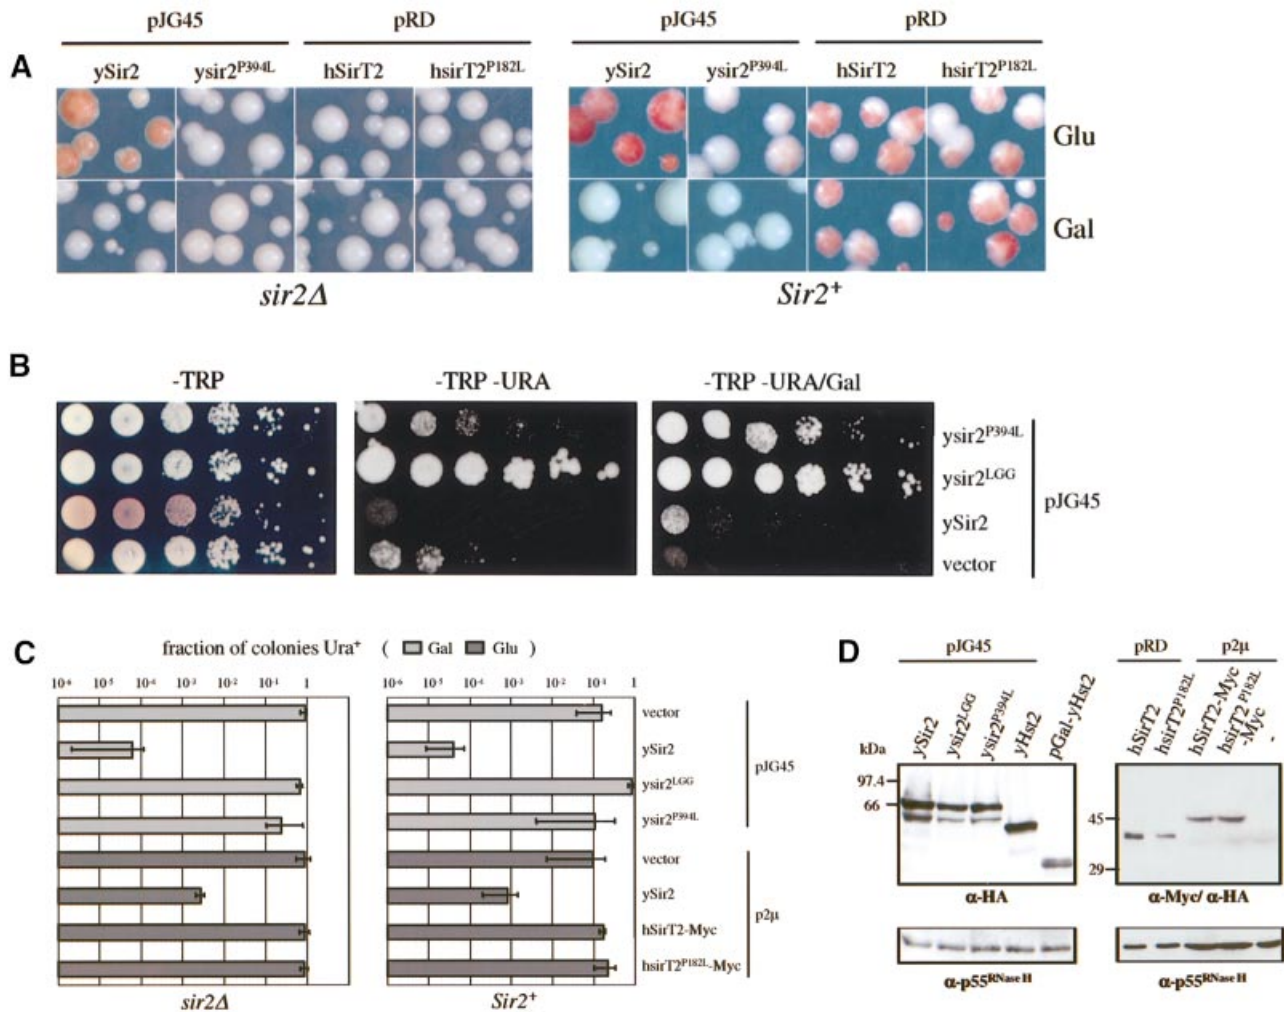 pJG45 pRD pJG45 pRD
A ySir2 ysir2P394L hSirT2 hsirT2P182L ySir2 ysir2P394L hSirT2 hsirT2P182L
Glu
Gal
sir2Δ Sir2+
B -TRP -TRP -URA -TRP -URA/Gal
ysir2P394L
ysir2LGG
ySir2
vector
pJG45
C fraction of colonies Ura+ ( Gal Glu )
10-6 10-5 10-4 10-3 10-2 10-1 1 10-6 10-5 10-4 10-3 10-2 10-1 1
vector
ySir2
ysir2LGG
ysir2P394L
pJG45
vector
ySir2
hSirT2-Myc
hsirT2P182L-Myc
p2μ
sir2Δ Sir2+
D pJG45 pRD p2μ
ySir2 ysir2LGG ysir2P394L yHst2 pGal-yHst2
hSirT2 hsirT2P182L hSirT2-Myc hsirT2P182L -Myc -
kDa
97.4
66
45
29
α-HA α-Myc/ α-HA
α-p55RNase H α-p55RNase H